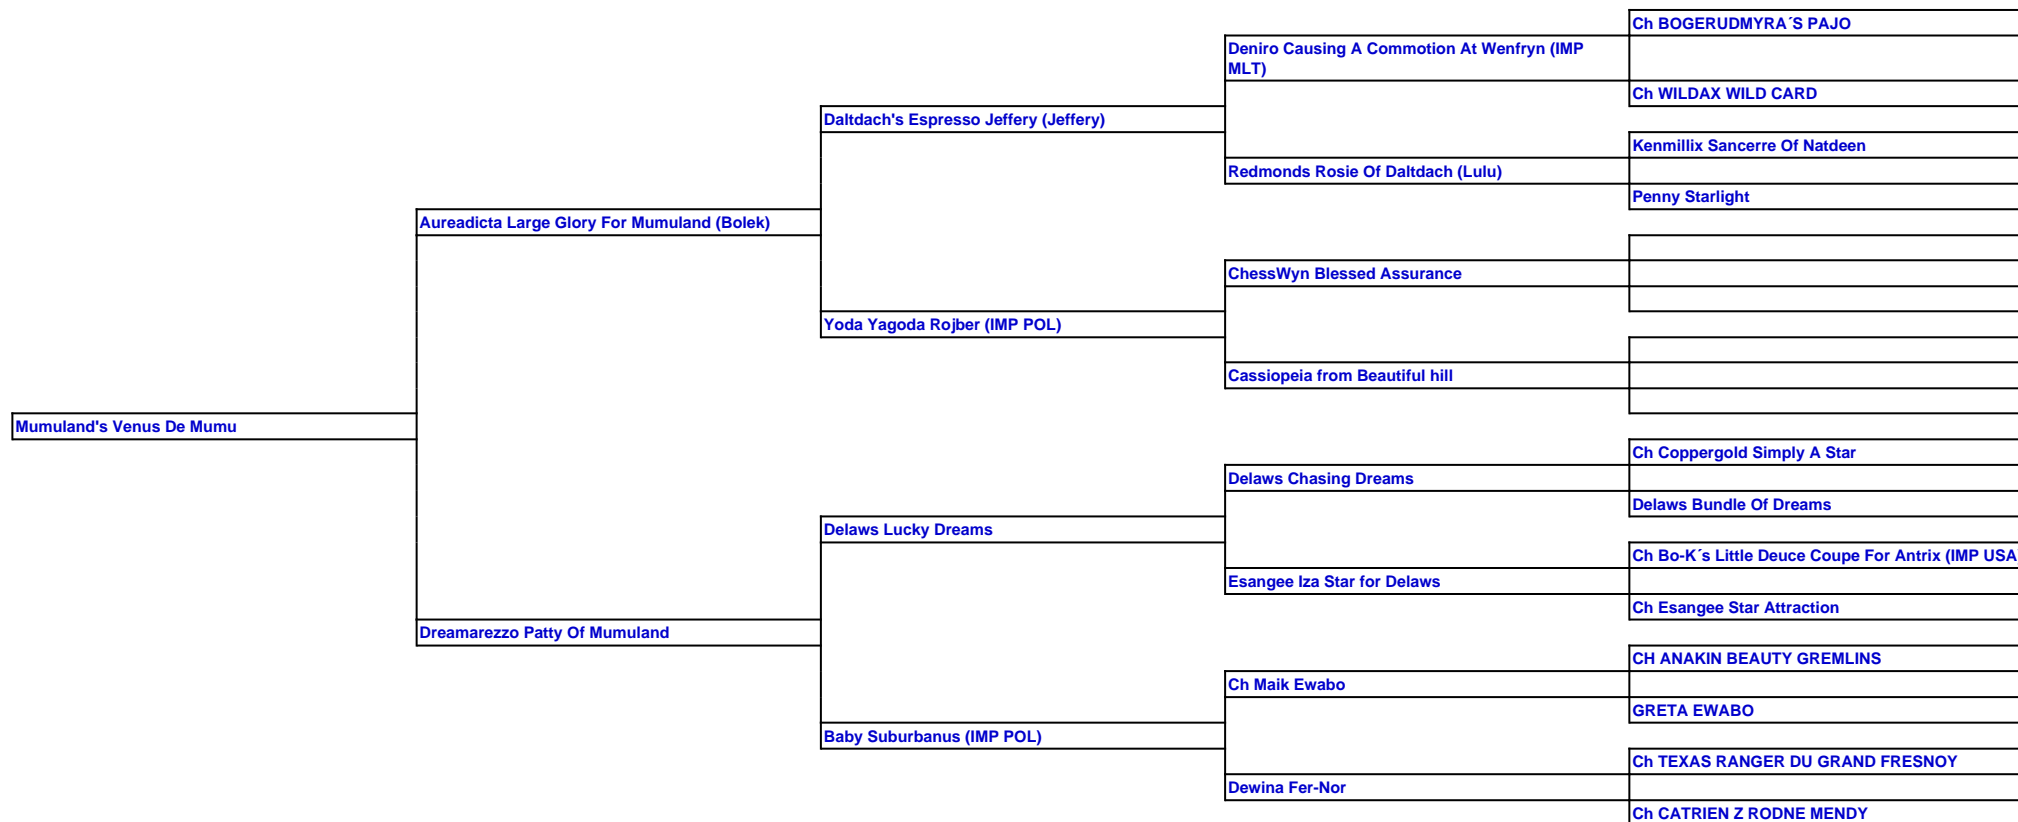 Ch BOGERUDMYRA´S PAJO
Deniro Causing A Commotion At Wenfryn (IMP
MLT)
Ch WILDAX WILD CARD
Daltdach's Espresso Jeffery (Jeffery)
Kenmillix Sancerre Of Natdeen
Redmonds Rosie Of Daltdach (Lulu)
Penny Starlight
Aureadicta Large Glory For Mumuland (Bolek)
ChessWyn Blessed Assurance
Yoda Yagoda Rojber (IMP POL)
Cassiopeia from Beautiful hill
Mumuland's Venus De Mumu
Ch Coppergold Simply A Star
Delaws Chasing Dreams
Delaws Bundle Of Dreams
Delaws Lucky Dreams
Ch Bo-K´s Little Deuce Coupe For Antrix (IMP USA
Esangee Iza Star for Delaws
Ch Esangee Star Attraction
Dreamarezzo Patty Of Mumuland
CH ANAKIN BEAUTY GREMLINS
Ch Maik Ewabo
GRETA EWABO
Baby Suburbanus (IMP POL)
Ch TEXAS RANGER DU GRAND FRESNOY
Dewina Fer-Nor
Ch CATRIEN Z RODNE MENDY